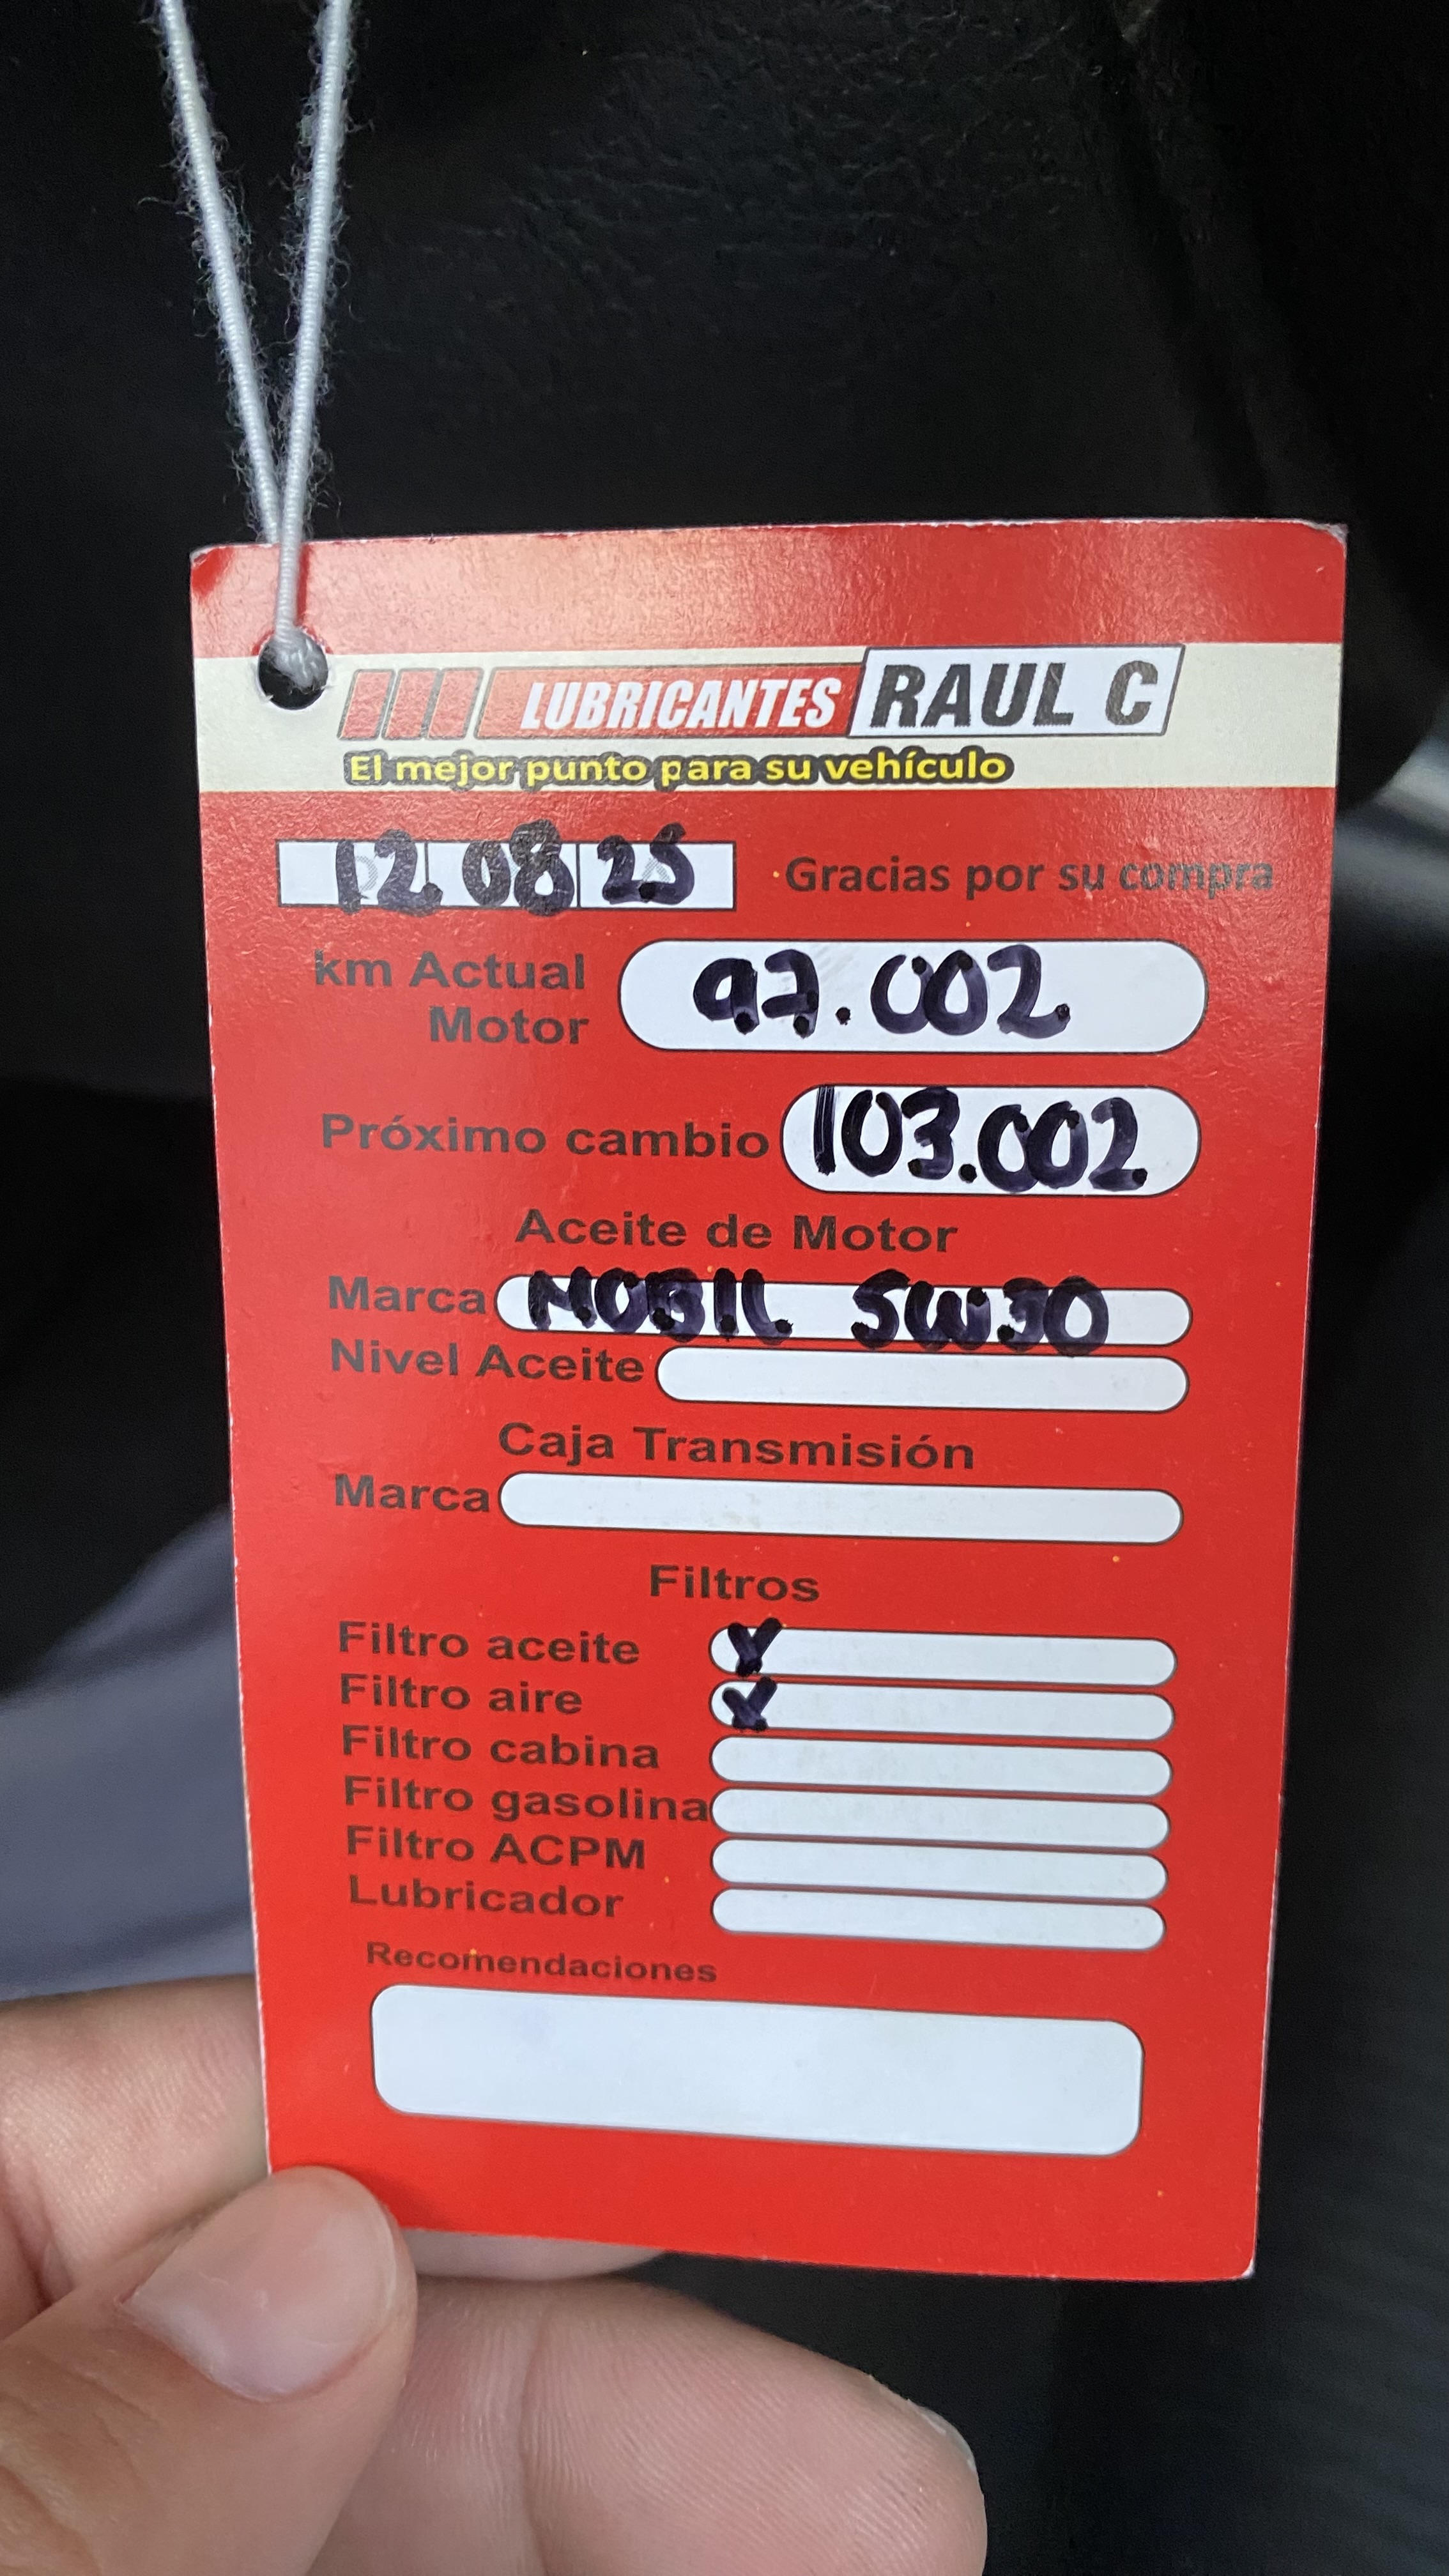 LUBRICANTES RAUL C
El mejor punto para su vehículo
12 08 25 Gracias por su compra
km Actual Motor 97.002
Próximo cambio 103.002
Aceite de Motor
Marca MOBIL 5W30
Nivel Aceite
Caja Transmisión
Marca
Filtros
Filtro aceite X
Filtro aire X
Filtro cabina
Filtro gasolina
Filtro ACPM
Lubricador
Recomendaciones